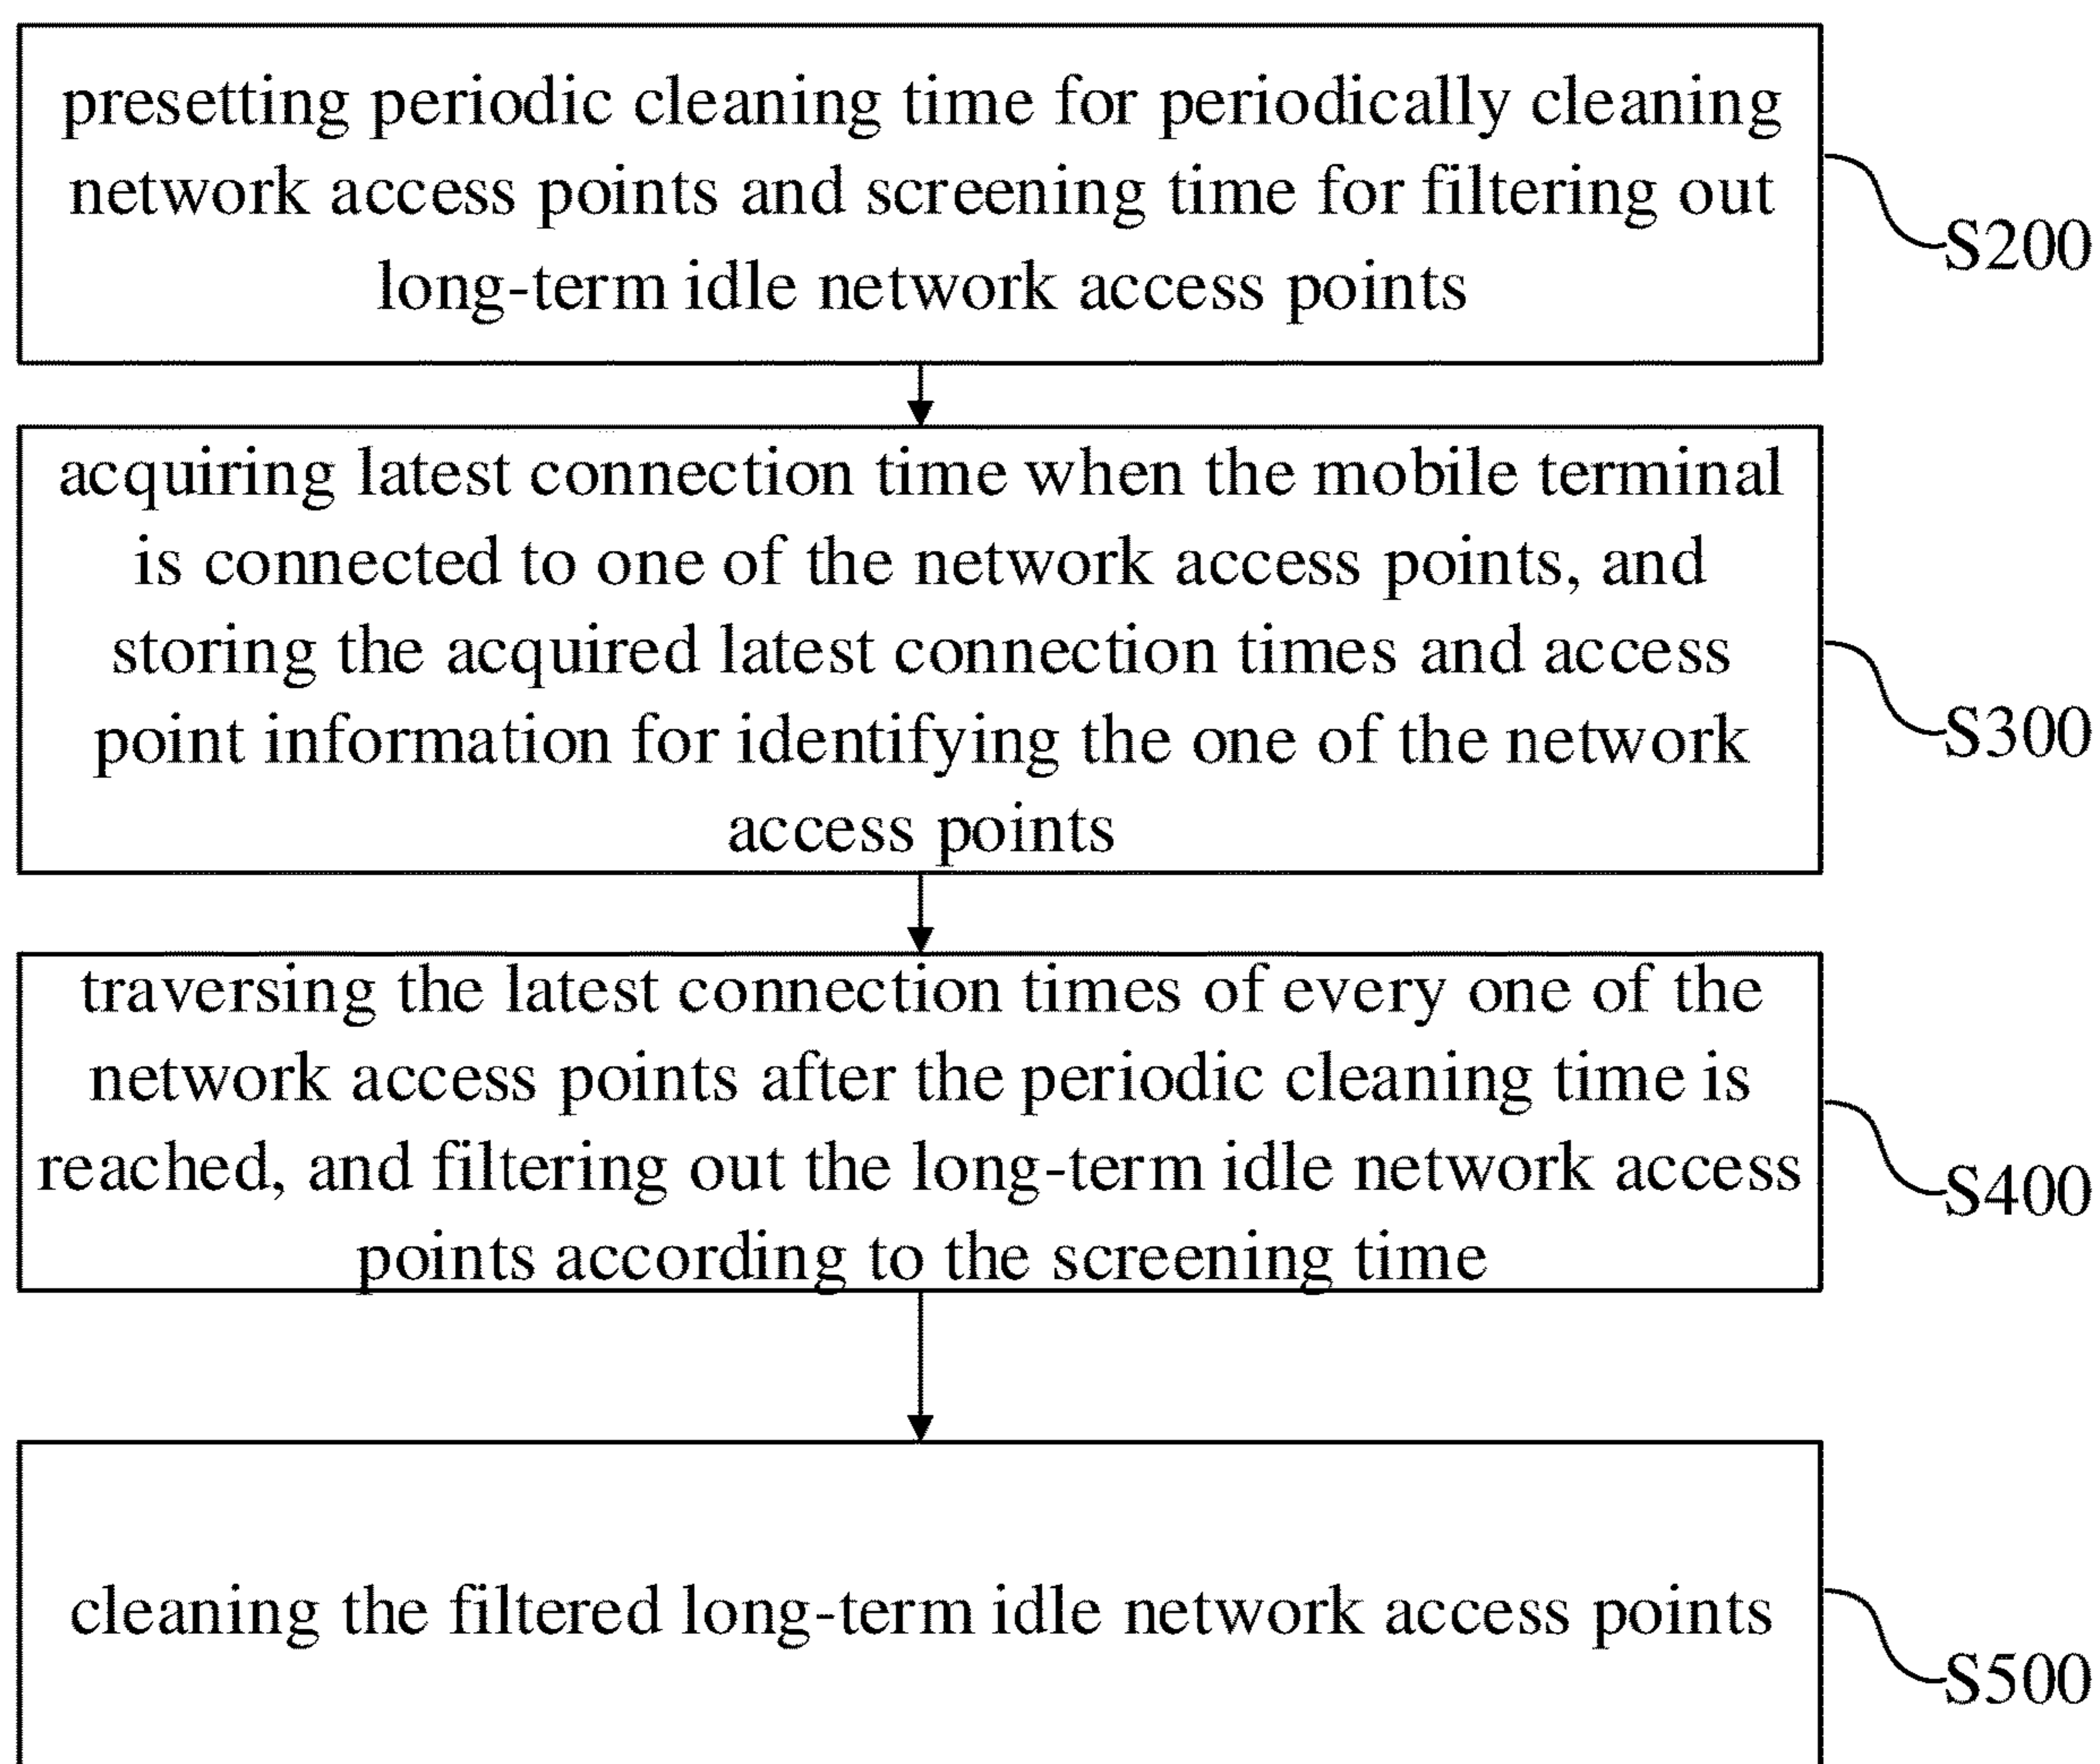 presetting periodic cleaning time for periodically cleaning
network access points and screening time for filtering out
long-term idle network access points
S200
acquiring latest connection time when the mobile terminal
is connected to one of the network access points, and
storing the acquired latest connection times and access
point information for identifying the one of the network
access points
S300
traversing the latest connection times of every one of the
network access points after the periodic cleaning time is
reached, and filtering out the long-term idle network access
points according to the screening time
S400
cleaning the filtered long-term idle network access points
S500